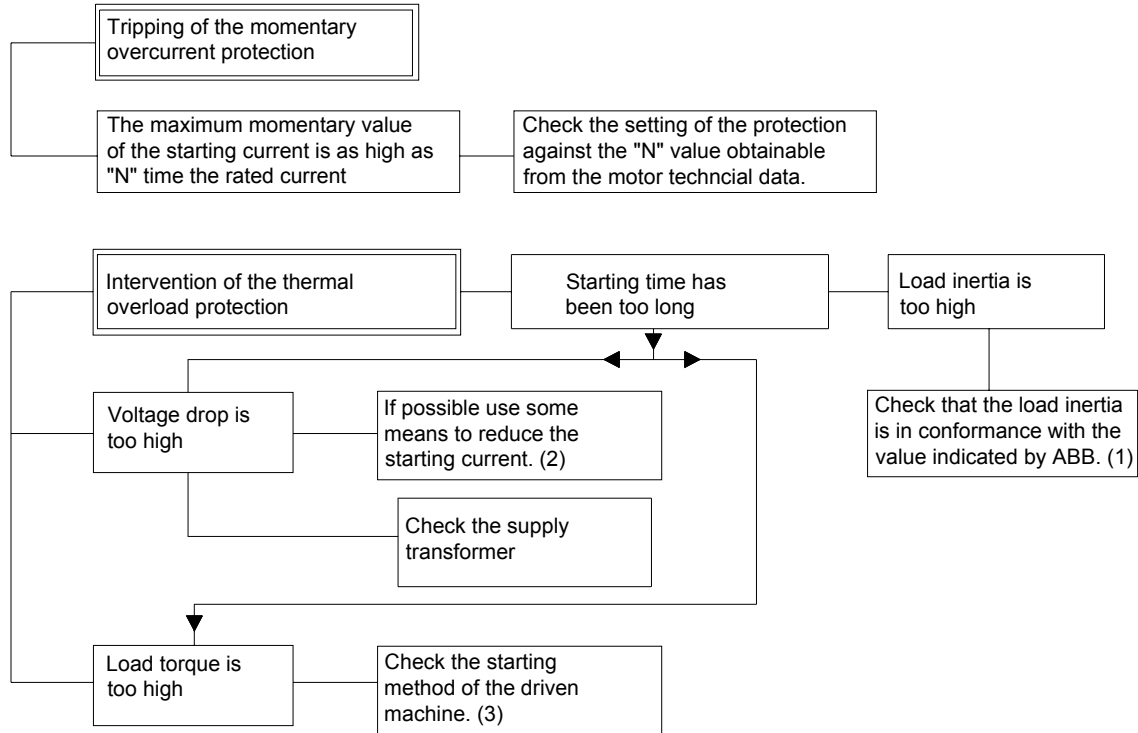 Tripping of the momentary
overcurrent protection
The maximum momentary value
of the starting current is as high as
"N" time the rated current
Check the setting of the protection
against the "N" value obtainable
from the motor techncial data.
Intervention of the thermal
overload protection
Starting time has
been too long
Load inertia is
too high
Voltage drop is
too high
If possible use some
means to reduce the
starting current. (2)
Check that the load inertia
is in conformance with the
value indicated by ABB. (1)
Check the supply
transformer
Load torque is
too high
Check the starting
method of the driven
machine. (3)